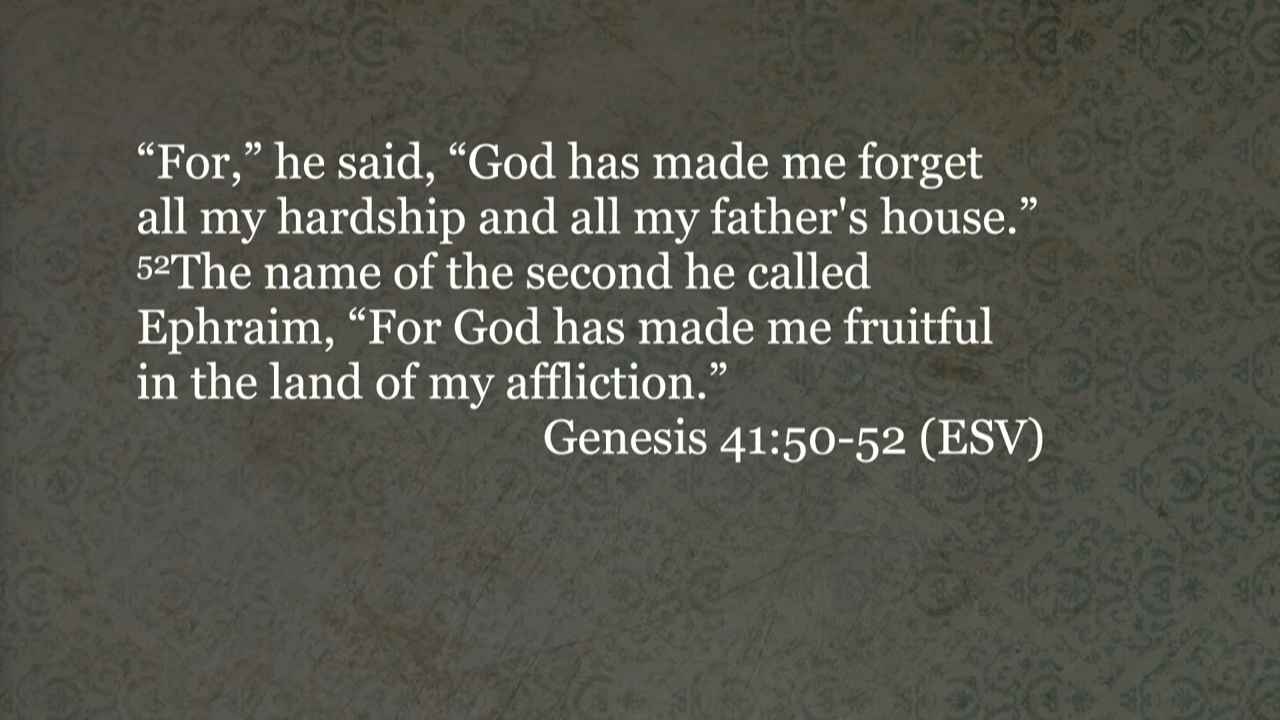 “For,” he said, “God has made me forget
all my hardship and all my father's house.”
⁵²The name of the second he called
Ephraim, “For God has made me fruitful
in the land of my affliction.”
Genesis 41:50-52 (ESV)